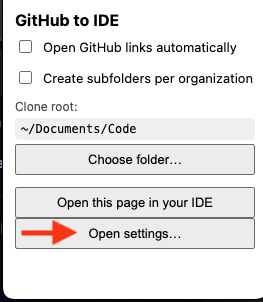 GitHub to IDE
Open GitHub links automatically
Create subfolders per organization
Clone root:
~/Documents/Code
Choose folder...
Open this page in your IDE
Open settings...